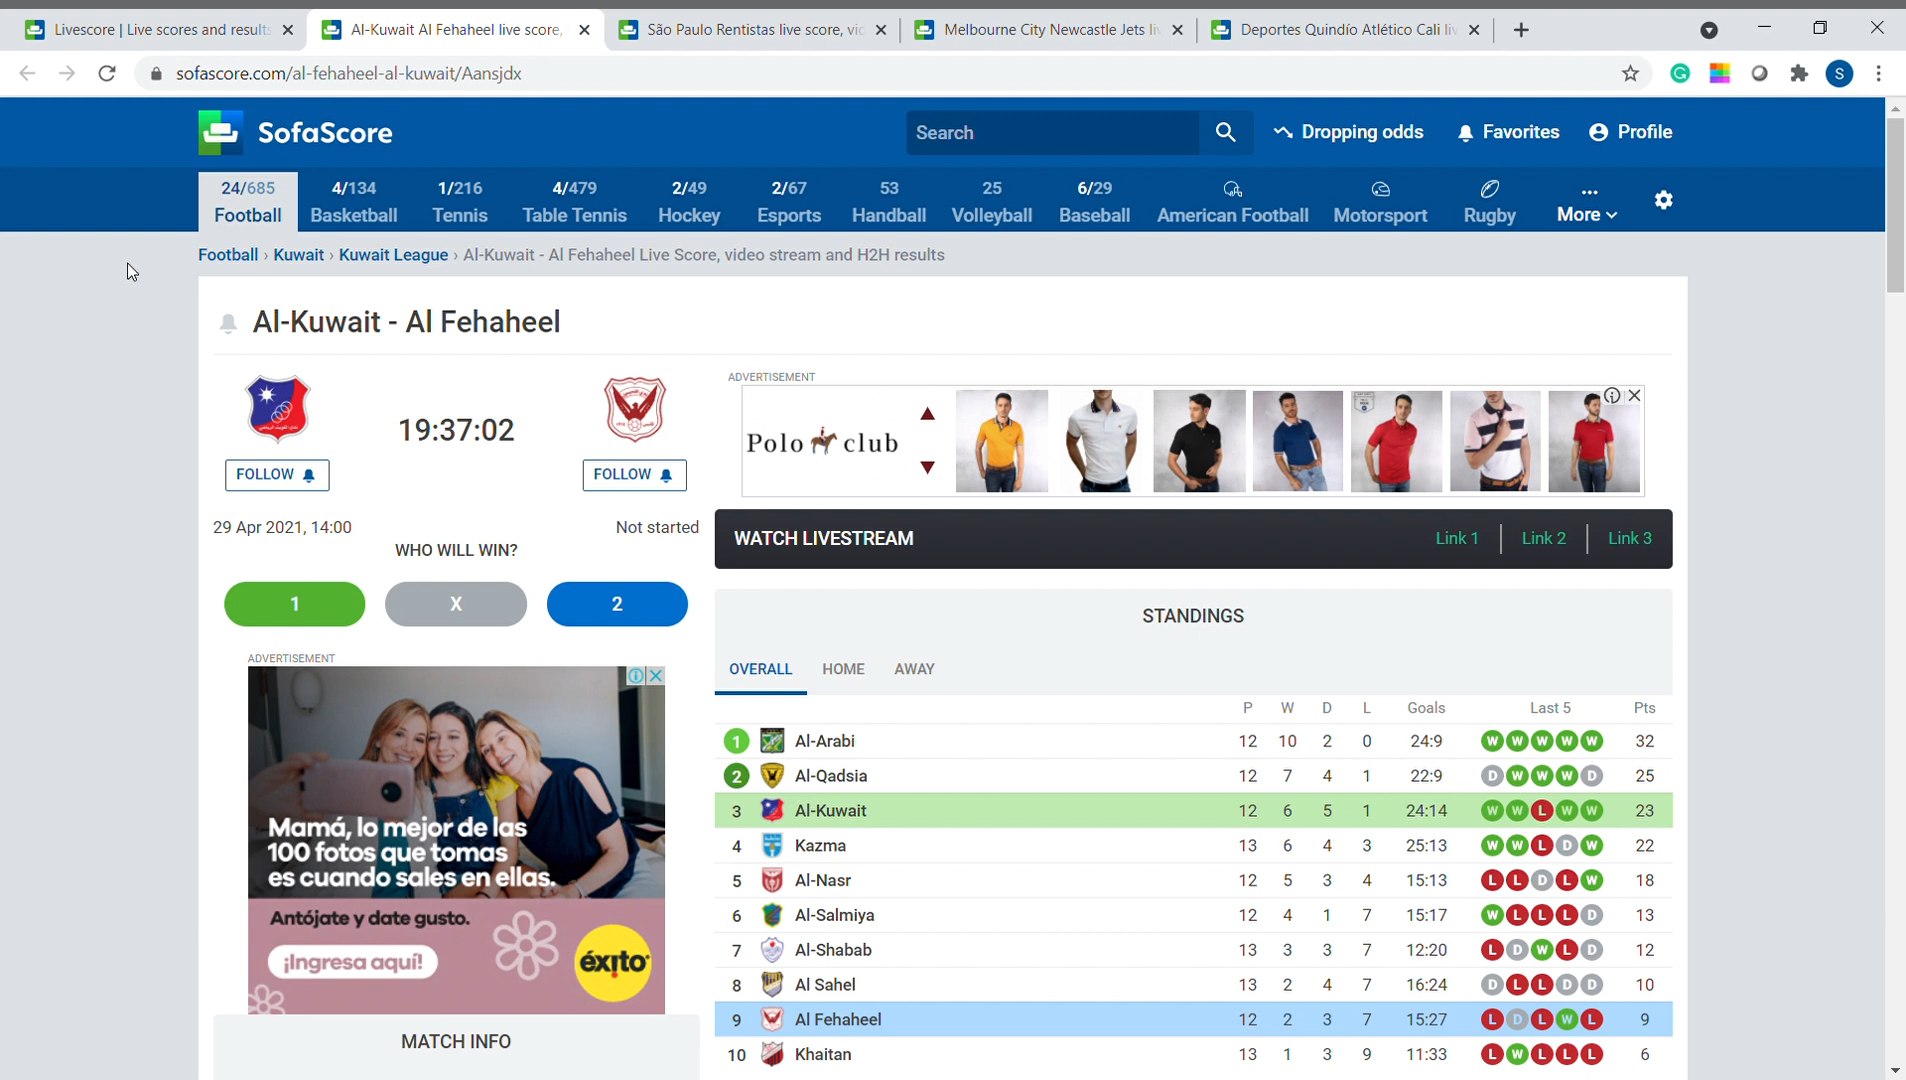 Livescore | Live scores and results
Al-Kuwait Al Fehaheel live score,
São Paulo Rentistas live score, vid
Melbourne City Newcastle Jets li
Deportes Quindío Atlético Cali liv
sofascore.com/al-fehaheel-al-kuwait/Aansjdx
S
SofaScore
Search
Dropping odds
Favorites
Profile
24/685 4/134 1/216 4/479 2/49 2/67 53 25 6/29
Football Basketball Tennis Table Tennis Hockey Esports Handball Volleyball Baseball American Football Motorsport Rugby More
Football › Kuwait › Kuwait League › Al-Kuwait - Al Fehaheel Live Score, video stream and H2H results
Al-Kuwait - Al Fehaheel
19:37:02
FOLLOW FOLLOW
29 Apr 2021, 14:00 Not started
WHO WILL WIN?
1 X 2
ADVERTISEMENT
Mamá, lo mejor de las
100 fotos que tomas
es cuando sales en ellas.
Antójate y date gusto.
¡Ingresa aquí!
éxito
MATCH INFO
ADVERTISEMENT
Polo club
WATCH LIVESTREAM Link 1 Link 2 Link 3
STANDINGS
OVERALL HOME AWAY
P W D L Goals Last 5 Pts
1 Al-Arabi 12 10 2 0 24:9 W W W W W 32
2 Al-Qadsia 12 7 4 1 22:9 D W W W D 25
3 Al-Kuwait 12 6 5 1 24:14 W W L W W 23
4 Kazma 13 6 4 3 25:13 W W L D W 22
5 Al-Nasr 12 5 3 4 15:13 L L D L W 18
6 Al-Salmiya 12 4 1 7 15:17 W L L L D 13
7 Al-Shabab 13 3 3 7 12:20 L D W L D 12
8 Al Sahel 13 2 4 7 16:24 D L L D D 10
9 Al Fehaheel 12 2 3 7 15:27 L D L W L 9
10 Khaitan 13 1 3 9 11:33 L W L L L 6